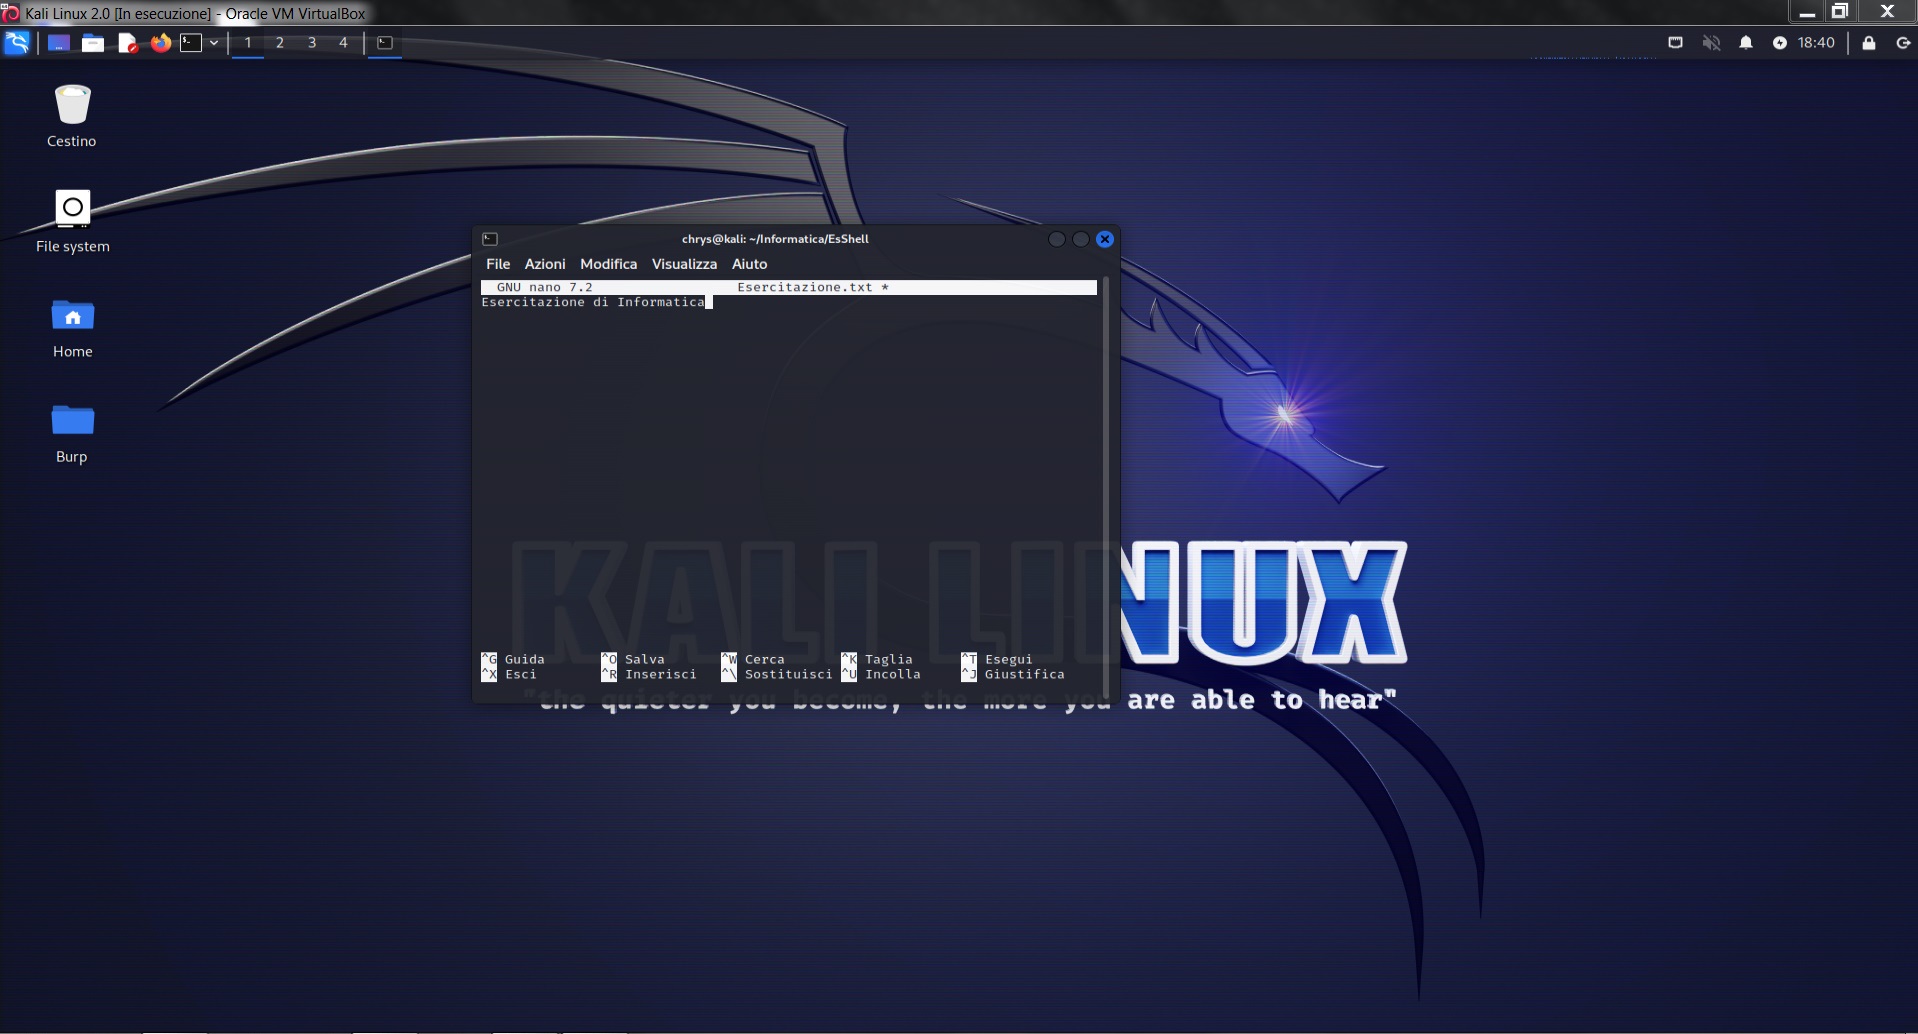 Kali Linux 2.0 [In esecuzione] - Oracle VM VirtualBox
1 2 3 4
18:40
Cestino
File system
Home
Burp
chrys@kali: ~/Informatica/EsShell
File Azioni Modifica Visualizza Aiuto
GNU nano 7.2 Esercitazione.txt *
Esercitazione di Informatica
^G Guida ^O Salva ^W Cerca ^K Taglia ^T Esegui
^X Esci ^R Inserisci ^\ Sostituisci ^U Incolla ^J Giustifica
KALI LINUX
"the quieter you become, the more you are able to hear"